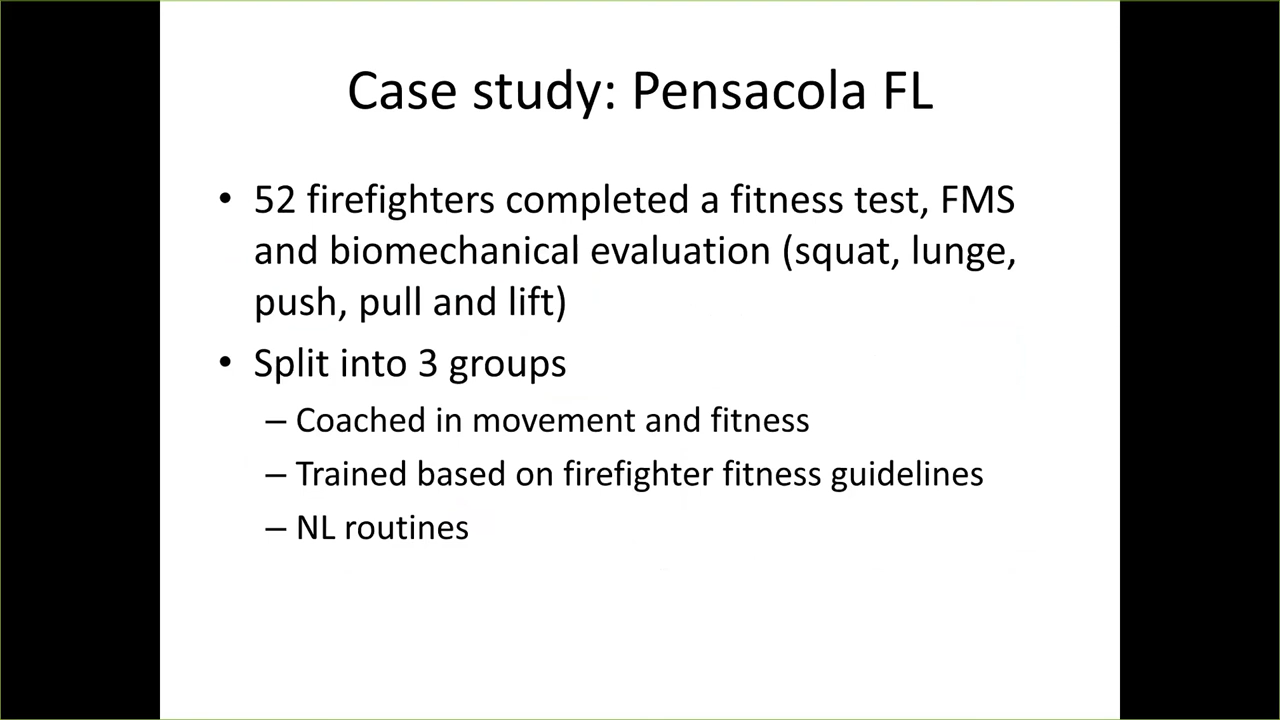 Case study: Pensacola FL
• 52 firefighters completed a fitness test, FMS
and biomechanical evaluation (squat, lunge,
push, pull and lift)
• Split into 3 groups
– Coached in movement and fitness
– Trained based on firefighter fitness guidelines
– NL routines